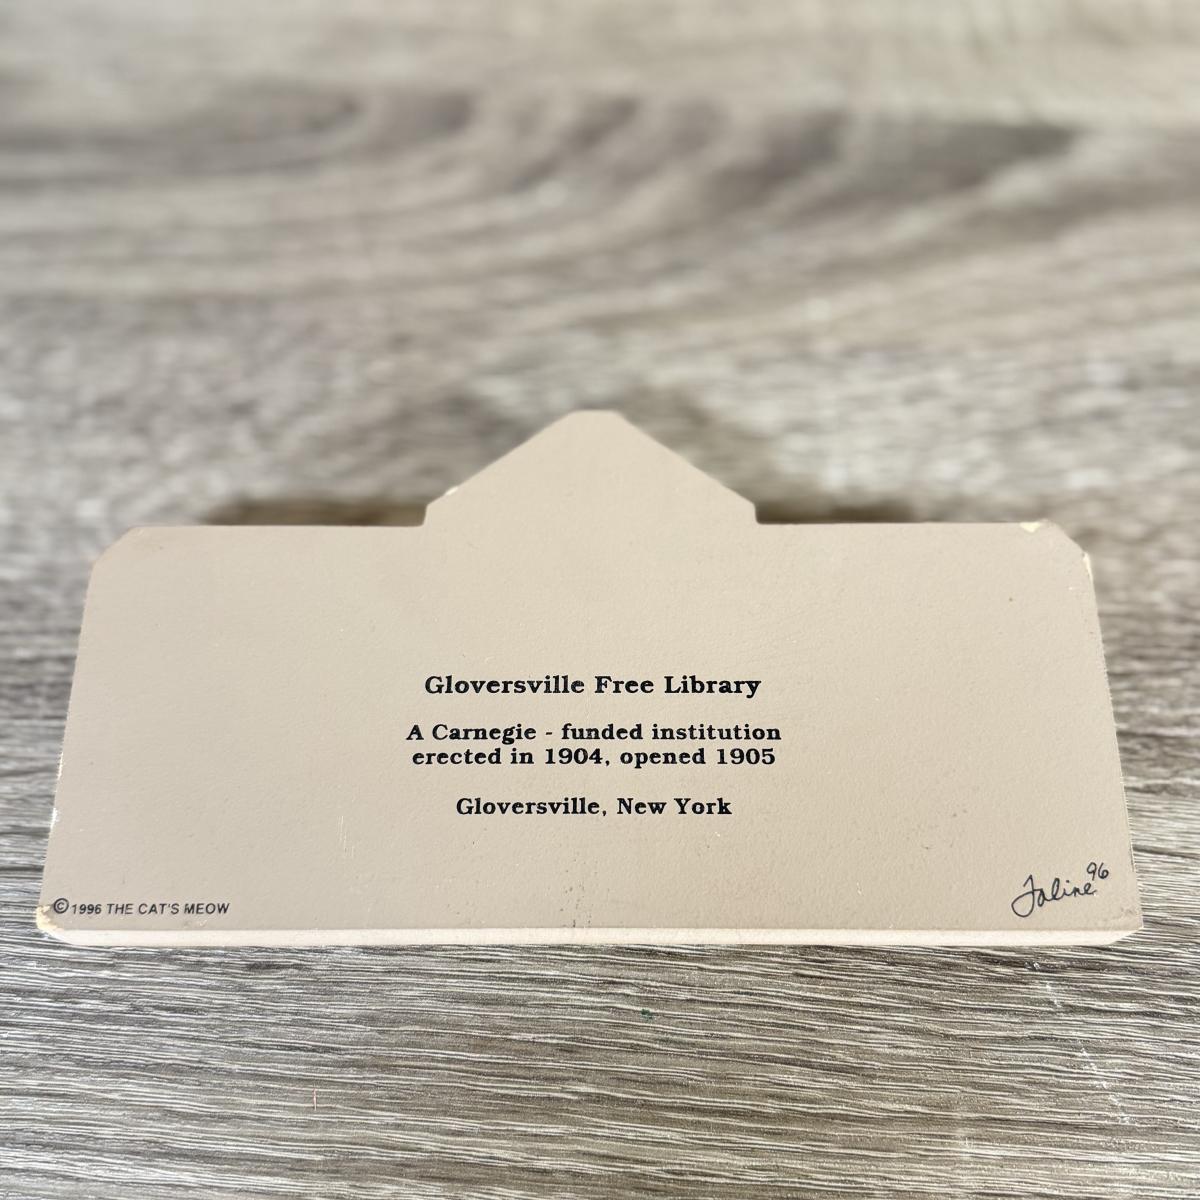 Gloversville Free Library
A Carnegie - funded institution
erected in 1904, opened 1905
Gloversville, New York
©1996 THE CAT'S MEOW
Faline 96